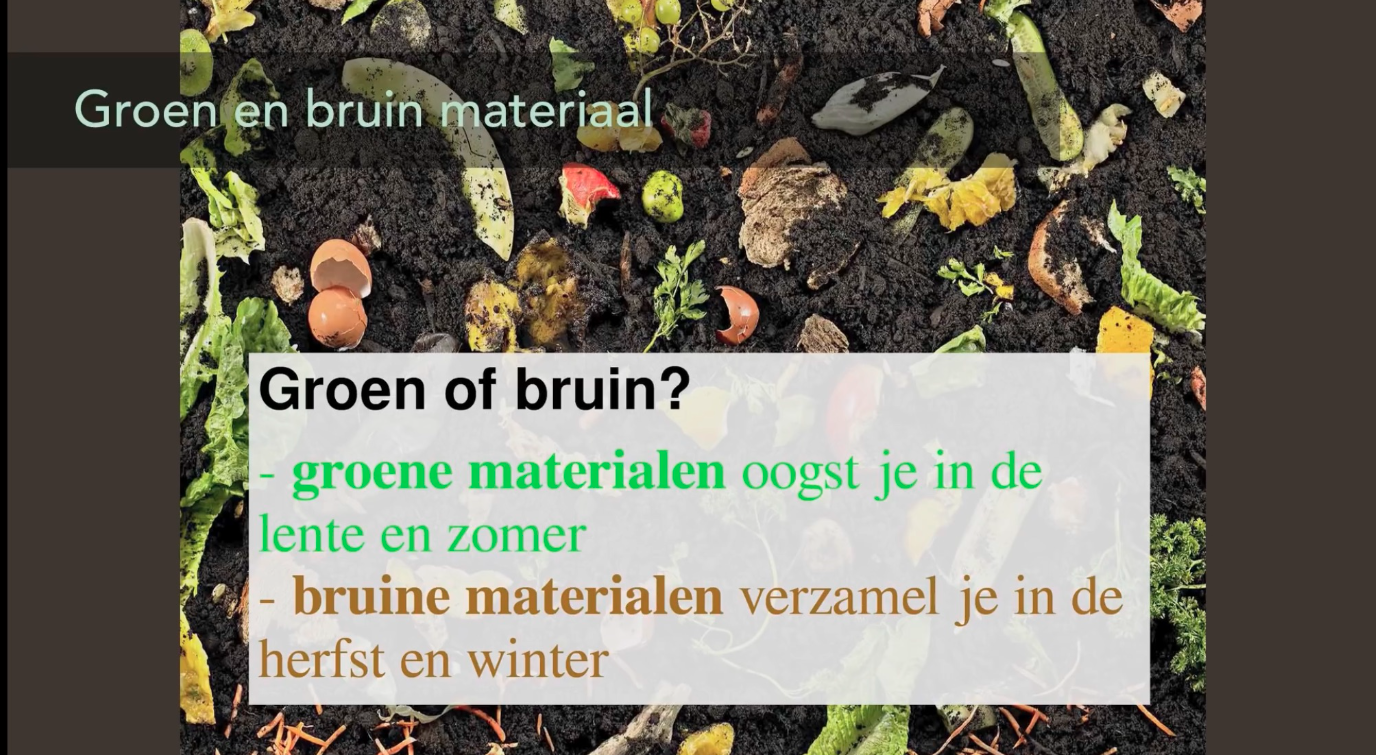 Groen en bruin materiaal
Groen of bruin?
- groene materialen oogst je in de
lente en zomer
- bruine materialen verzamel je in de
herfst en winter